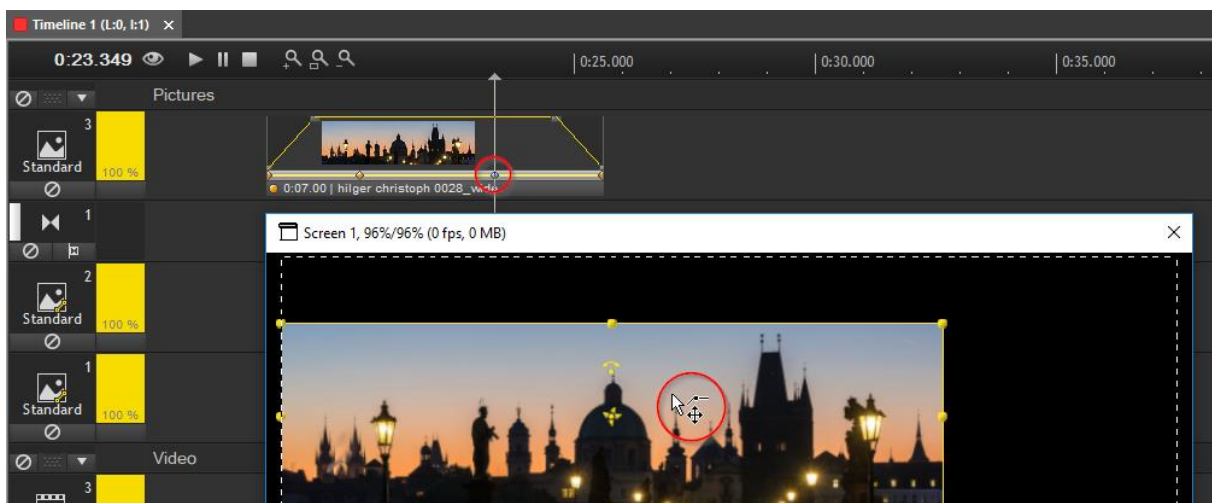 Timeline 1 (L:0, I:1) ×
0:23.349 0:25.000 0:30.000 0:35.000
Pictures
3
Standard
100 %
0:07.00 | hilger christoph 0028_wide
1
Screen 1, 96%/96% (0 fps, 0 MB)
2
Standard
100 %
1
Standard
100 %
Video
3